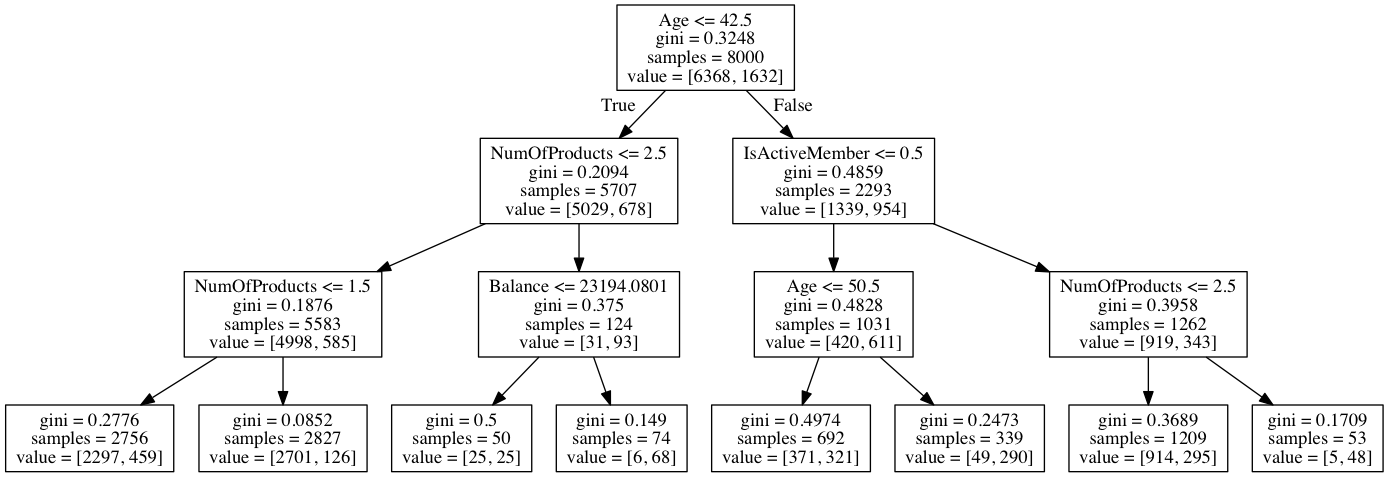 Age <= 42.5
gini = 0.3248
samples = 8000
value = [6368, 1632]
True
False
NumOfProducts <= 2.5
gini = 0.2094
samples = 5707
value = [5029, 678]
IsActiveMember <= 0.5
gini = 0.4859
samples = 2293
value = [1339, 954]
NumOfProducts <= 1.5
gini = 0.1876
samples = 5583
value = [4998, 585]
Balance <= 23194.0801
gini = 0.375
samples = 124
value = [31, 93]
Age <= 50.5
gini = 0.4828
samples = 1031
value = [420, 611]
NumOfProducts <= 2.5
gini = 0.3958
samples = 1262
value = [919, 343]
gini = 0.2776
samples = 2756
value = [2297, 459]
gini = 0.0852
samples = 2827
value = [2701, 126]
gini = 0.5
samples = 50
value = [25, 25]
gini = 0.149
samples = 74
value = [6, 68]
gini = 0.4974
samples = 692
value = [371, 321]
gini = 0.2473
samples = 339
value = [49, 290]
gini = 0.3689
samples = 1209
value = [914, 295]
gini = 0.1709
samples = 53
value = [5, 48]